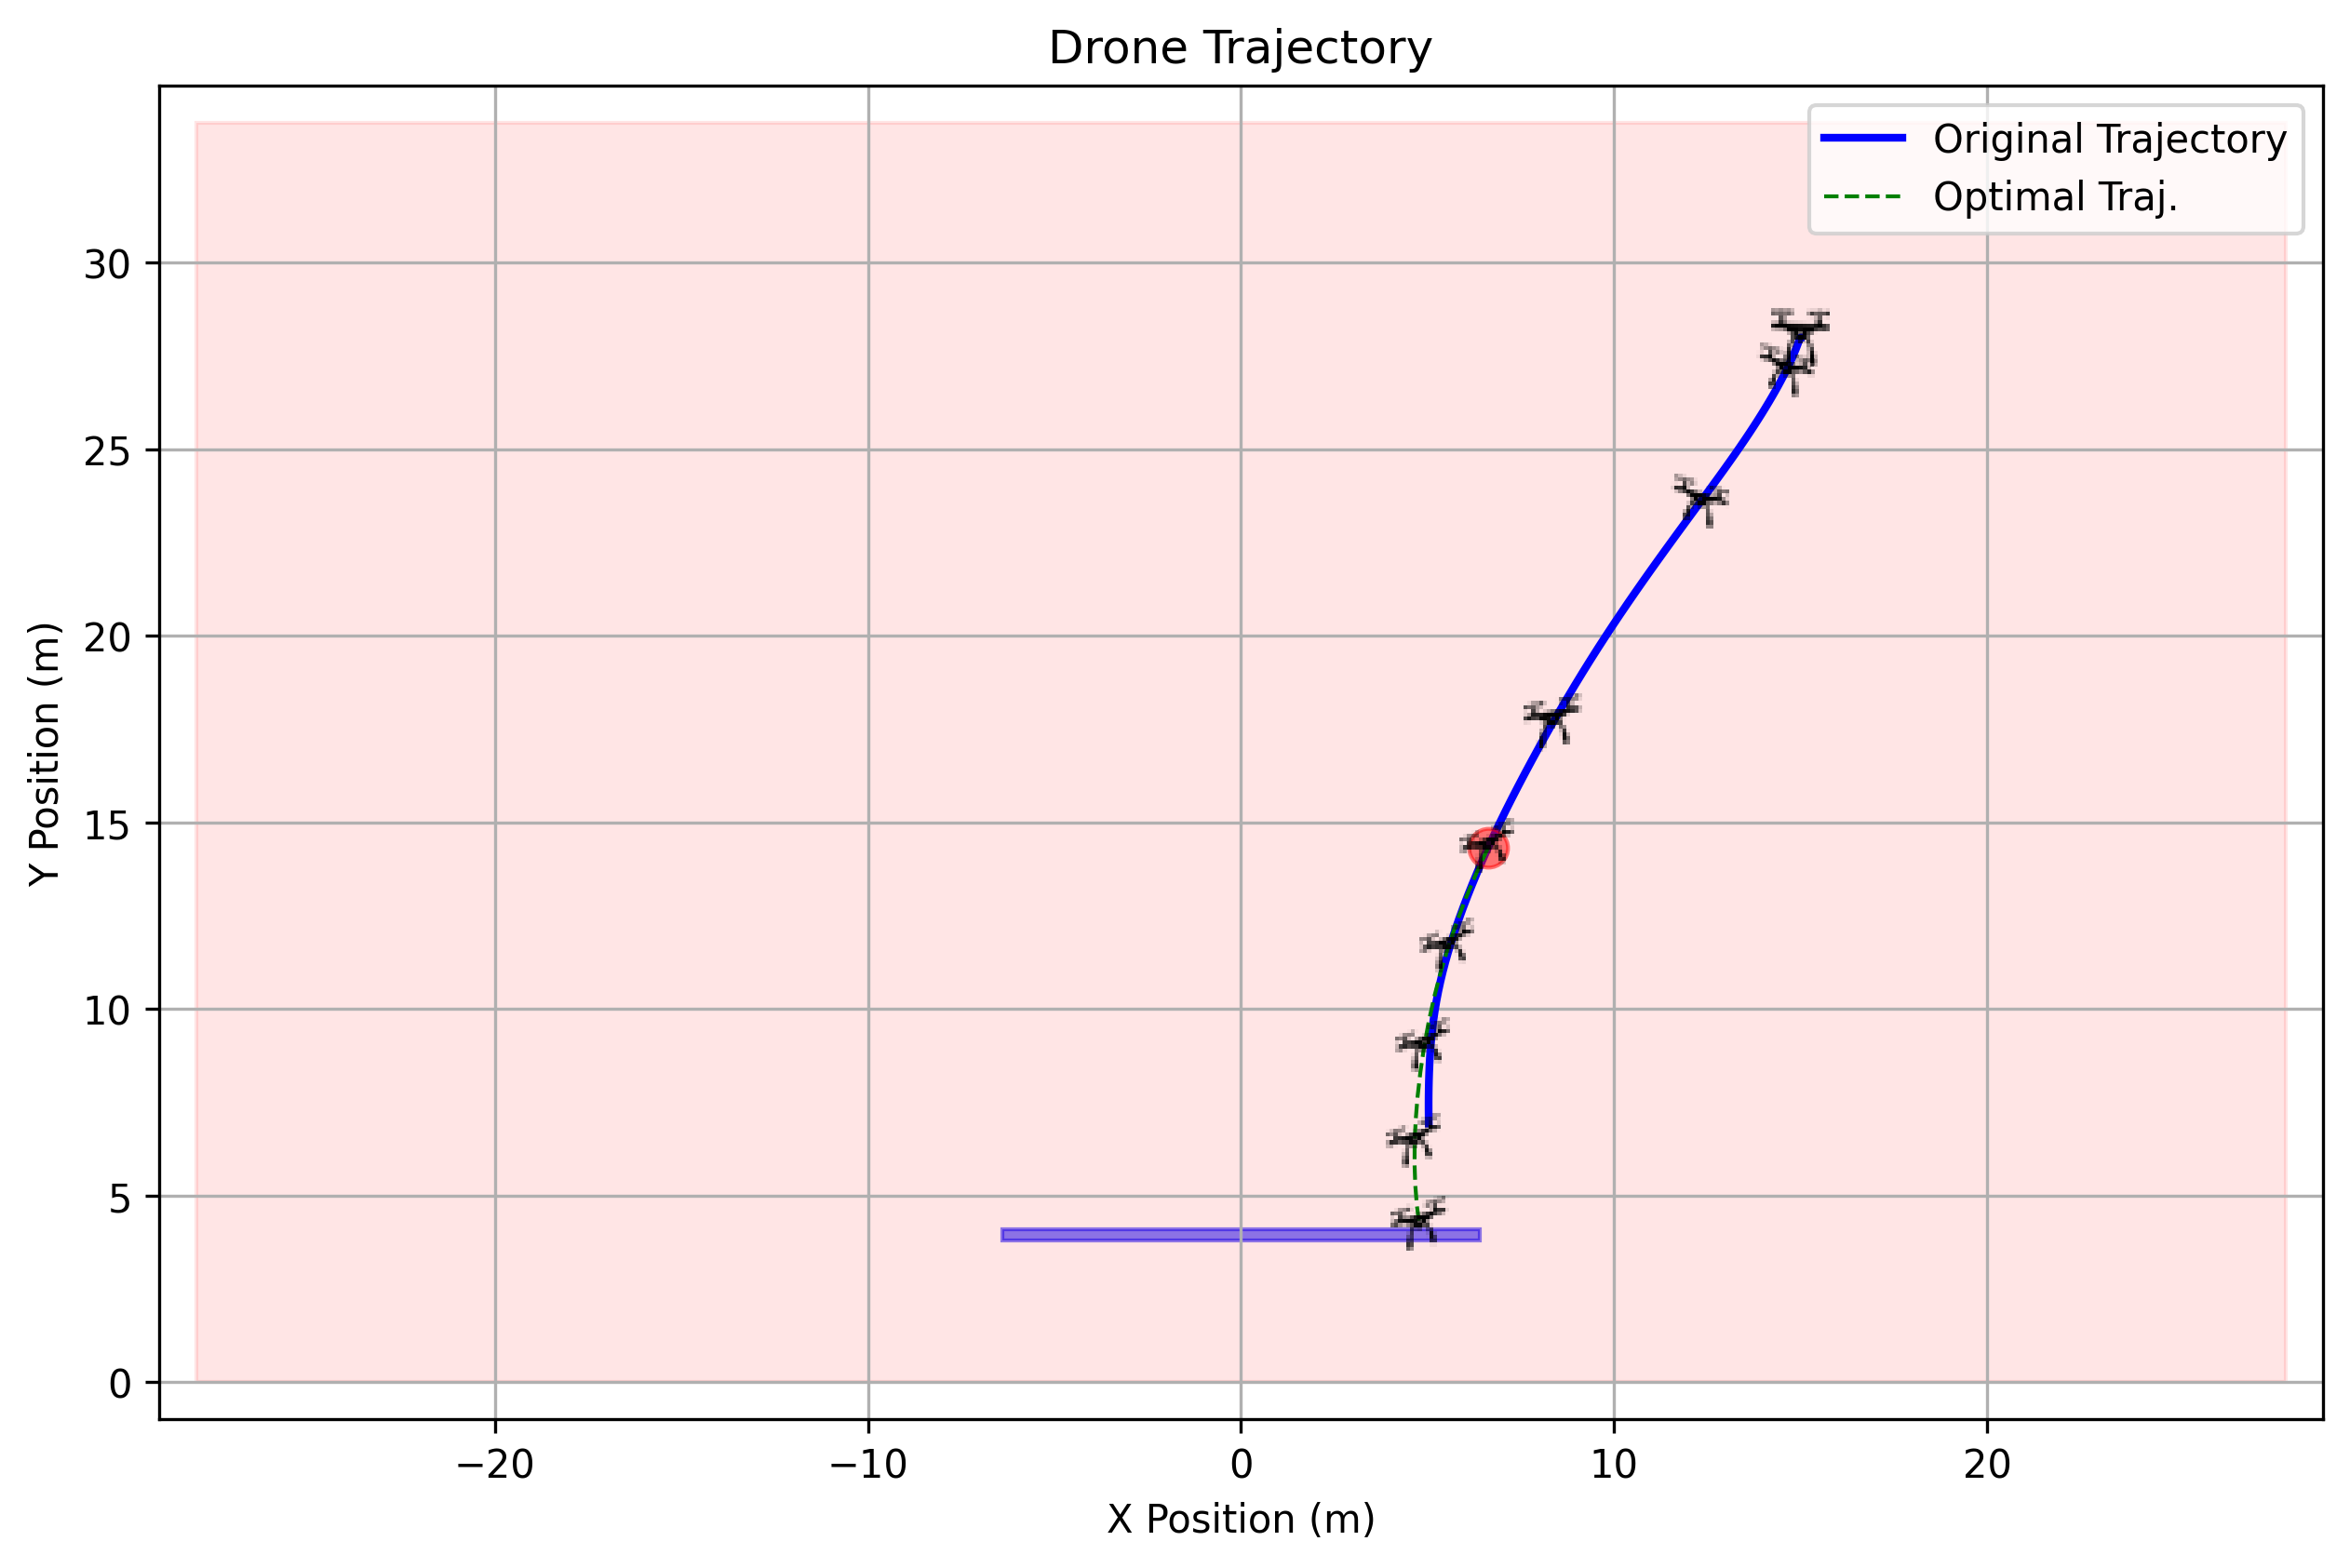 Drone Trajectory
Original Trajectory
Optimal Traj.
Y Position (m)
30
25
20
15
10
5
0
−20
−10
0
10
20
X Position (m)